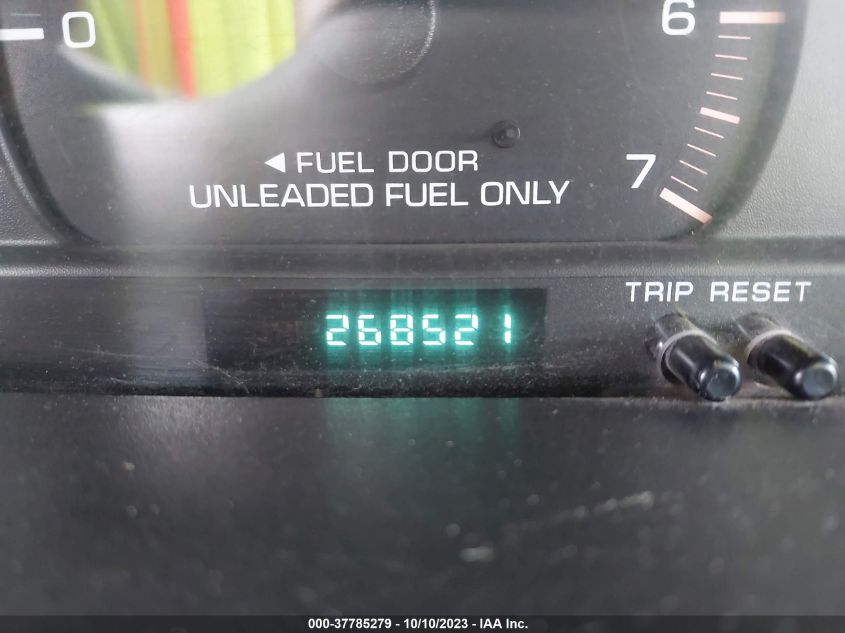 0
6
7
◀ FUEL DOOR
UNLEADED FUEL ONLY
TRIP RESET
268521
000-37785279 - 10/10/2023 - IAA Inc.